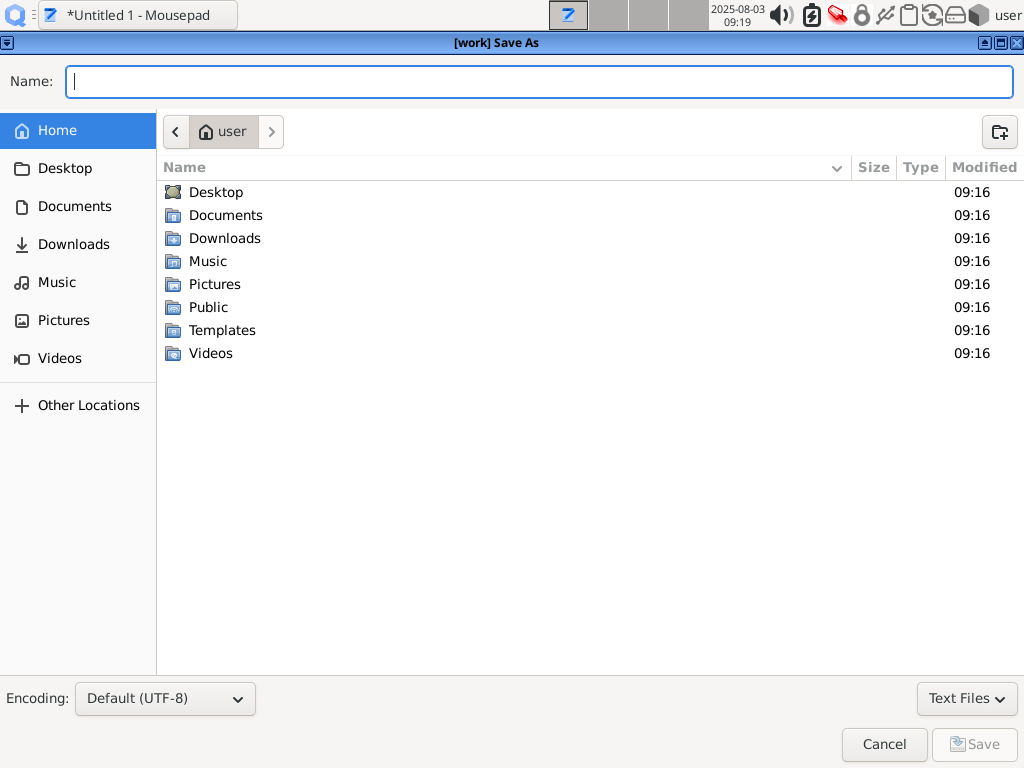 *Untitled 1 - Mousepad
2025-08-03
09:19
user
[work] Save As
Name:
Home
Desktop
Documents
Downloads
Music
Pictures
Videos
Other Locations
user
Name Size Type Modified
Desktop 09:16
Documents 09:16
Downloads 09:16
Music 09:16
Pictures 09:16
Public 09:16
Templates 09:16
Videos 09:16
Encoding: Default (UTF-8) Text Files
Cancel Save